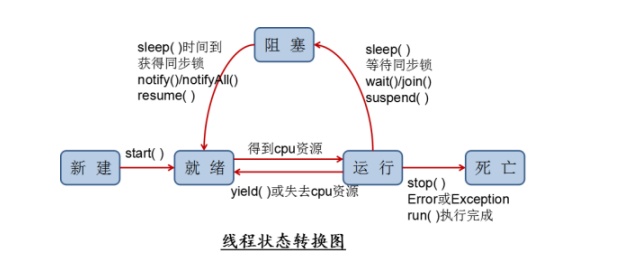 阻 塞
sleep( )时间到
获得同步锁
notify()/notifyAll()
resume( )
sleep( )
等待同步锁
wait()/join()
suspend( )
新 建
start( )
就 绪
得到cpu资源
yield( )或失去cpu资源
运 行
死 亡
stop( )
Error或Exception
run( )执行完成
线程状态转换图